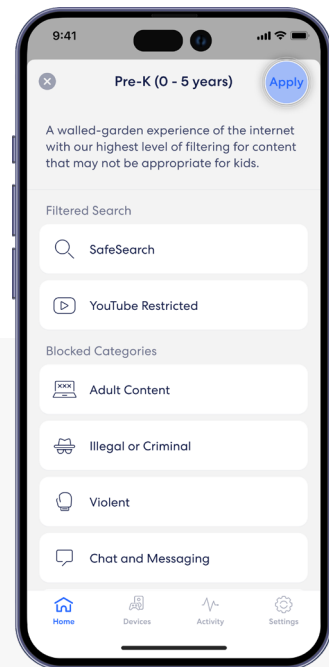 9:41
Pre-K (0 - 5 years)
Apply
A walled-garden experience of the internet
with our highest level of filtering for content
that may not be appropriate for kids.
Filtered Search
SafeSearch
YouTube Restricted
Blocked Categories
XXX
Adult Content
Illegal or Criminal
Violent
Chat and Messaging
Home
Devices
Activity
Settings